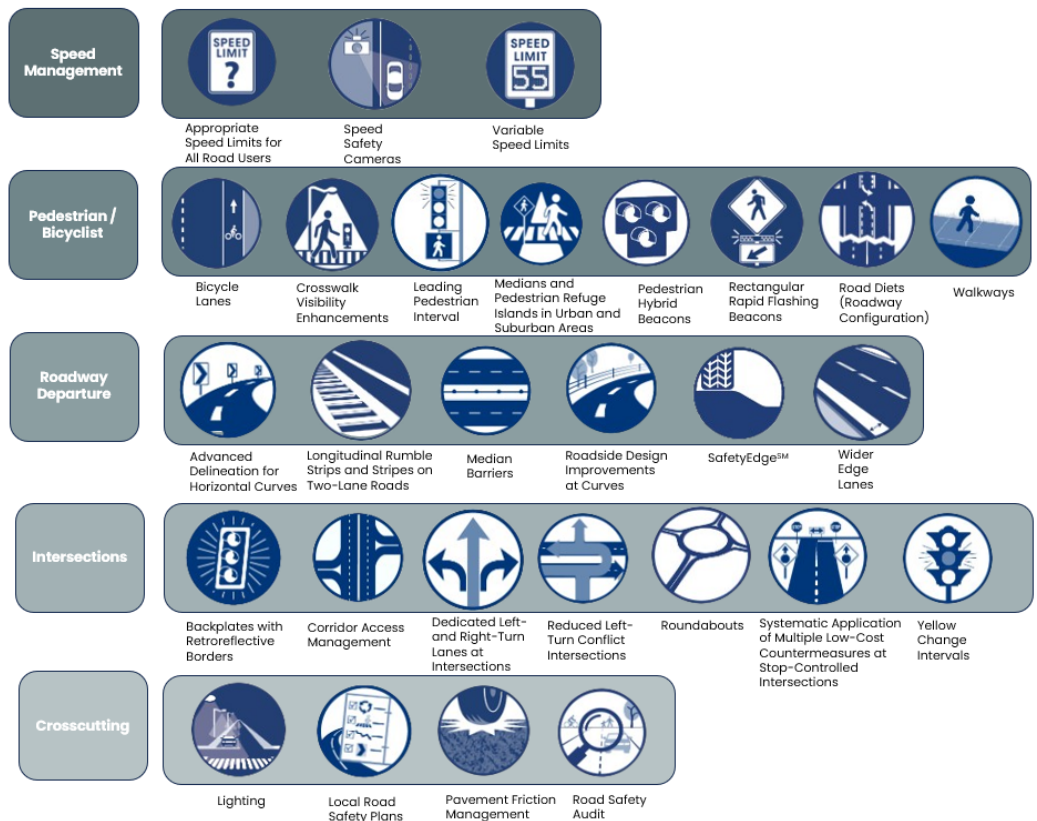 Speed
Management
SPEED
LIMIT
?
SPEED
LIMIT
55
Appropriate
Speed Limits for
All Road Users
Speed
Safety
Cameras
Variable
Speed Limits
Pedestrian /
Bicyclist
Bicycle
Lanes
Crosswalk
Visibility
Enhancements
Leading
Pedestrian
Interval
Medians and
Pedestrian Refuge
Islands in Urban and
Suburban Areas
Pedestrian
Hybrid
Beacons
Rectangular
Rapid Flashing
Beacons
Road Diets
(Roadway
Configuration)
Walkways
Roadway
Departure
Advanced
Delineation for
Horizontal Curves
Longitudinal Rumble
Strips and Stripes on
Two-Lane Roads
Median
Barriers
Roadside Design
Improvements
at Curves
SafetyEdge℠
Wider
Edge
Lanes
Intersections
STOP
STOP
Backplates with
Retroreflective
Borders
Corridor Access
Management
Dedicated Left-
and Right-Turn
Lanes at
Intersections
Reduced Left-
Turn Conflict
Intersections
Roundabouts
Systematic Application
of Multiple Low-Cost
Countermeasures at
Stop-Controlled
Intersections
Yellow
Change
Intervals
Crosscutting
Lighting
Local Road
Safety Plans
Pavement Friction
Management
Road Safety
Audit